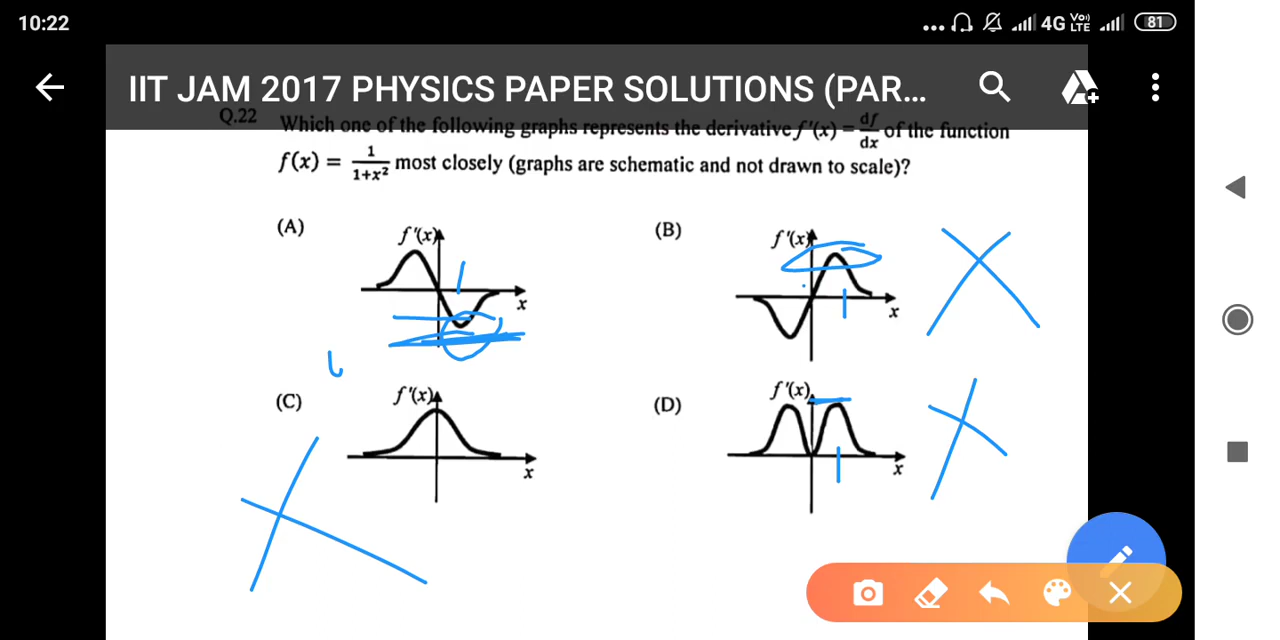 10:22
4G Vo) LTE 81
IIT JAM 2017 PHYSICS PAPER SOLUTIONS (PAR...
Q.22 Which one of the following graphs represents the derivative f'(x) = df/dx of the function
f(x) = 1/1+x² most closely (graphs are schematic and not drawn to scale)?
(A) f'(x) x
(B) f'(x) x
(C) f'(x) x
(D) f'(x) x